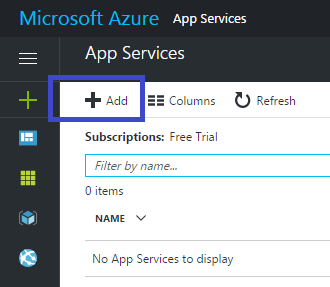 Microsoft Azure App Services
App Services
Add Columns Refresh
Subscriptions: Free Trial
Filter by name...
0 items
NAME
No App Services to display